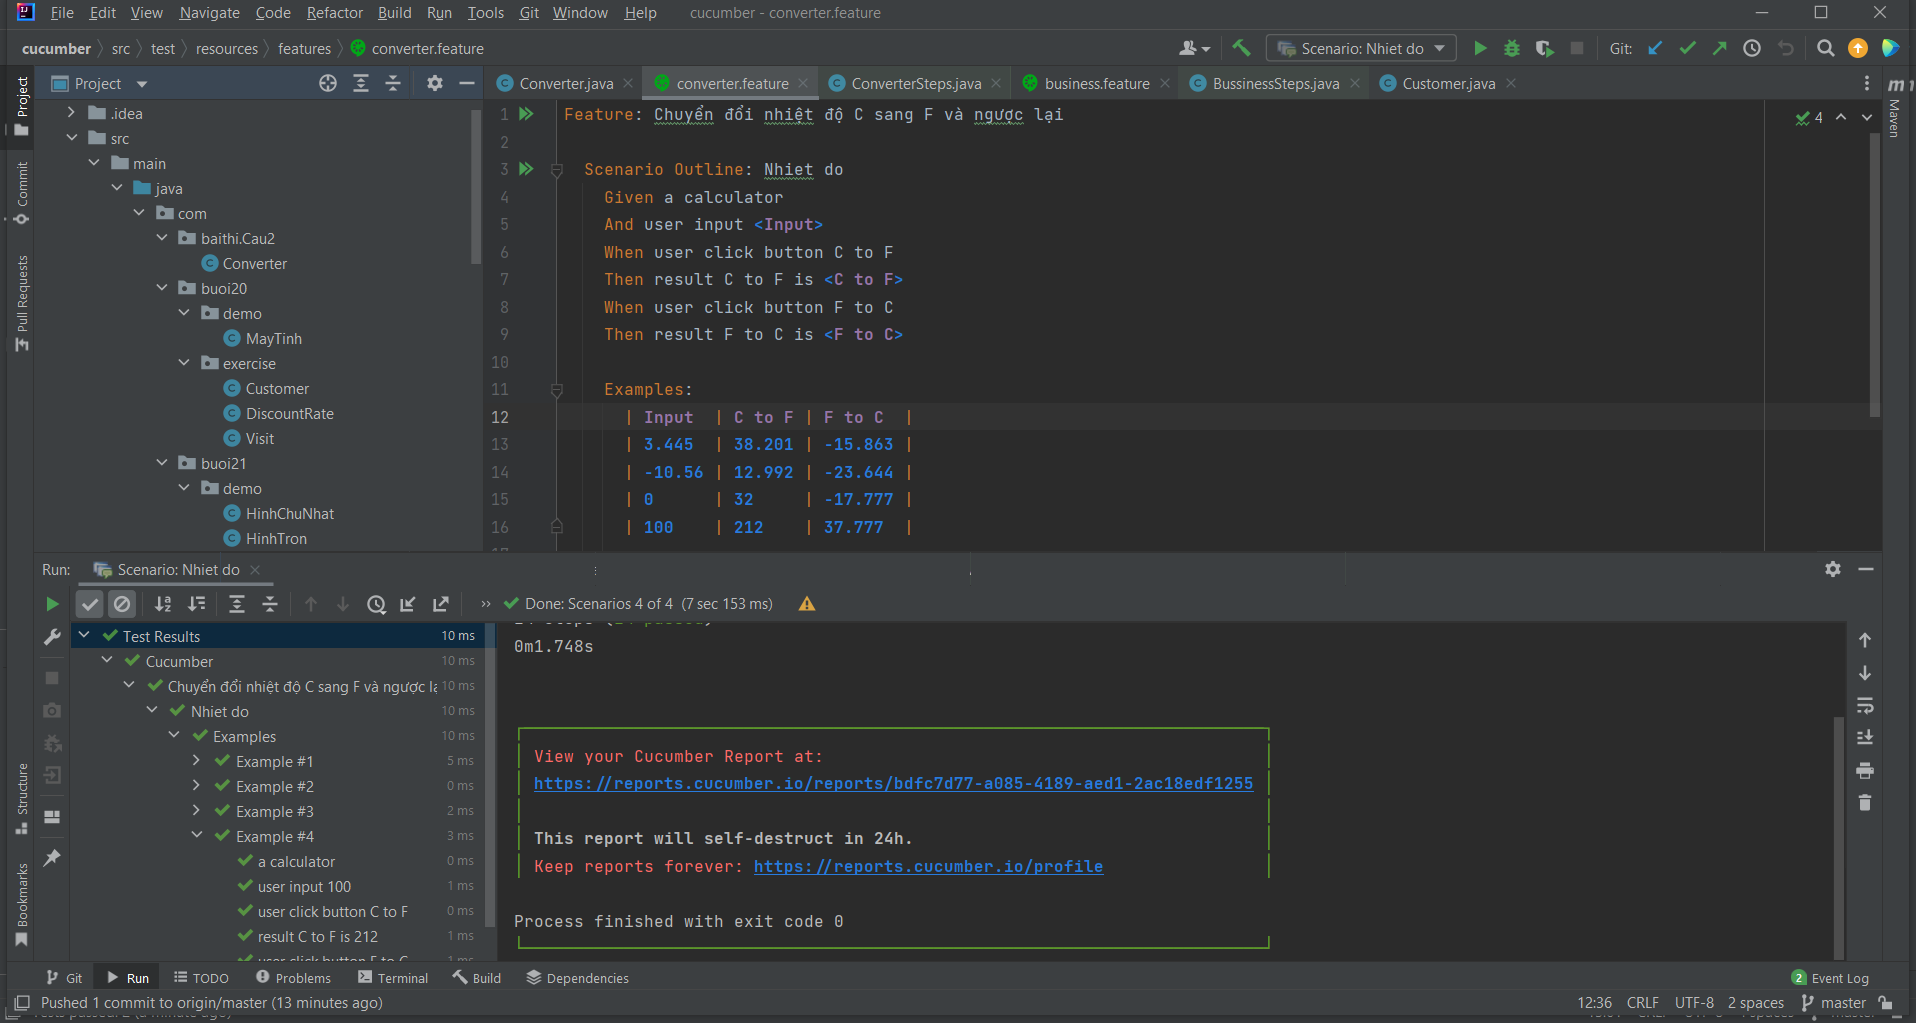 File Edit View Navigate Code Refactor Build Run Tools Git Window Help cucumber - converter.feature
cucumber src test resources features converter.feature Scenario: Nhiet do Git:
Project
Converter.java converter.feature ConverterSteps.java business.feature BussinessSteps.java Customer.java
Project
Commit
Pull Requests
Structure
Bookmarks
Maven
.idea
src
main
java
com
baithi.Cau2
Converter
buoi20
demo
MayTinh
exercise
Customer
DiscountRate
Visit
buoi21
demo
HinhChuNhat
HinhTron
1 Feature: Chuyển đổi nhiệt độ C sang F và ngược lại
2
3 Scenario Outline: Nhiet do
4 Given a calculator
5 And user input <Input>
6 When user click button C to F
7 Then result C to F is <C to F>
8 When user click button F to C
9 Then result F to C is <F to C>
10
11 Examples:
12 | Input | C to F | F to C |
13 | 3.445 | 38.201 | -15.863 |
14 | -10.56 | 12.992 | -23.644 |
15 | 0 | 32 | -17.777 |
16 | 100 | 212 | 37.777 |
4
Run: Scenario: Nhiet do
Done: Scenarios 4 of 4 (7 sec 153 ms)
Test Results 10 ms
Cucumber 10 ms
Chuyển đổi nhiệt độ C sang F và ngược lạ 10 ms
Nhiet do 10 ms
Examples 10 ms
Example #1 5 ms
Example #2 0 ms
Example #3 2 ms
Example #4 3 ms
a calculator 0 ms
user input 100 1 ms
user click button C to F 0 ms
result C to F is 212 1 ms
user click button F to C 1 ms
0m1.748s
View your Cucumber Report at:
https://reports.cucumber.io/reports/bdfc7d77-a085-4189-aed1-2ac18edf1255
This report will self-destruct in 24h.
Keep reports forever: https://reports.cucumber.io/profile
Process finished with exit code 0
Git Run TODO Problems Terminal Build Dependencies 2 Event Log
Pushed 1 commit to origin/master (13 minutes ago) 12:36 CRLF UTF-8 2 spaces master